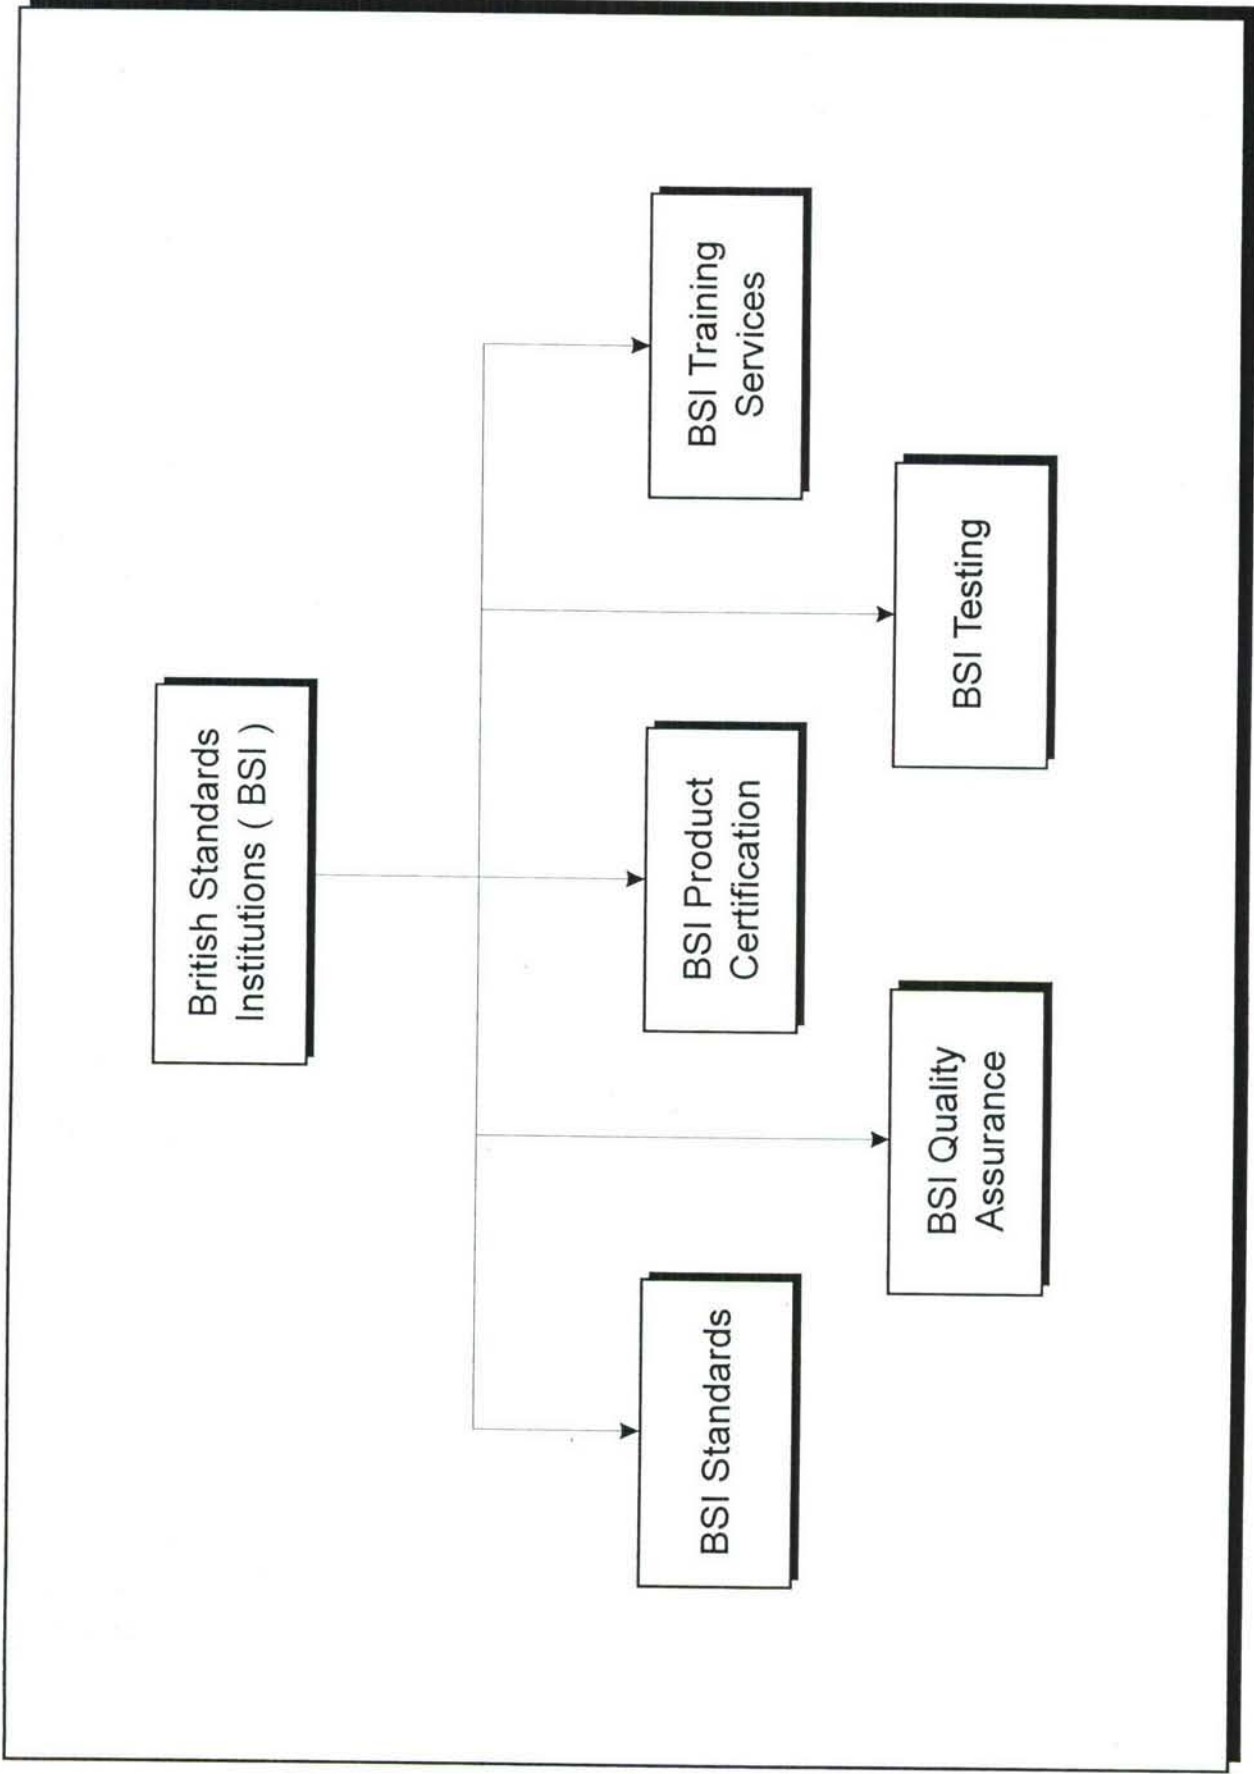 British Standards
Institutions ( BSI )
BSI Standards
BSI Product
Certification
BSI Training
Services
BSI Quality
Assurance
BSI Testing